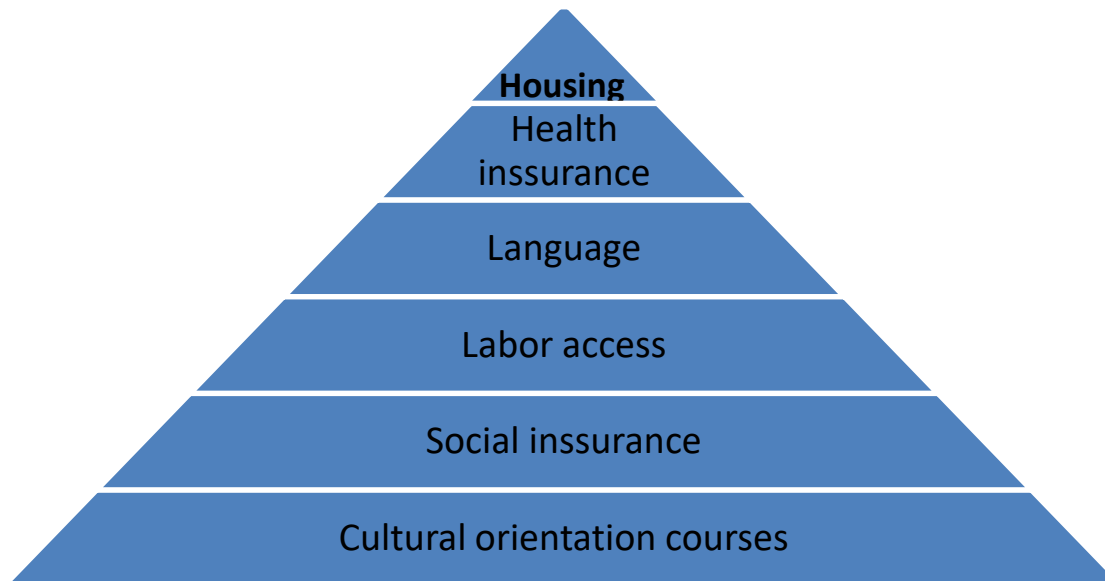 Housing
Health
inssurance
Language
Labor access
Social inssurance
Cultural orientation courses